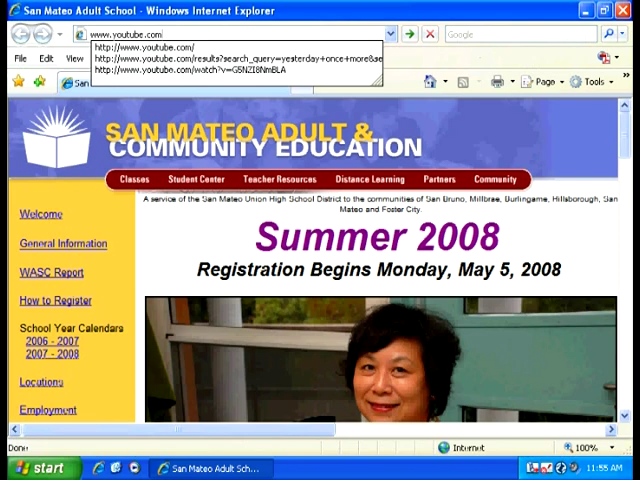 San Mateo Adult School - Windows Internet Explorer
www.youtube.com
Google
http://www.youtube.com/
http://www.youtube.com/results?search_query=yesterday+once+more&se
http://www.youtube.com/watch?v=G5NZI8NmBLA
File Edit
San
Page Tools
SAN MATEO ADULT &
COMMUNITY EDUCATION
Classes Student Center Teacher Resources Distance Learning Partners Community
A service of the San Mateo Union High School District to the communities of San Bruno, Millbrae, Burlingame, Hillsborough, San
Mateo and Foster City.
Summer 2008
Registration Begins Monday, May 5, 2008
Welcome
General Information
WASC Report
How to Register
School Year Calendars
2006 - 2007
2007 - 2008
Locations
Employment
Done Internet 100%
start San Mateo Adult Sch... 11:55 AM